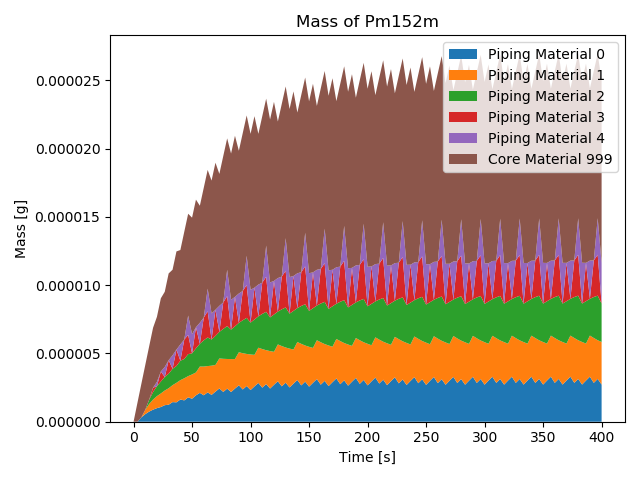 Mass of Pm152m
Mass [g]
0.000025
0.000020
0.000015
0.000010
0.000005
0.000000
Piping Material 0
Piping Material 1
Piping Material 2
Piping Material 3
Piping Material 4
Core Material 999
0 50 100 150 200 250 300 350 400
Time [s]